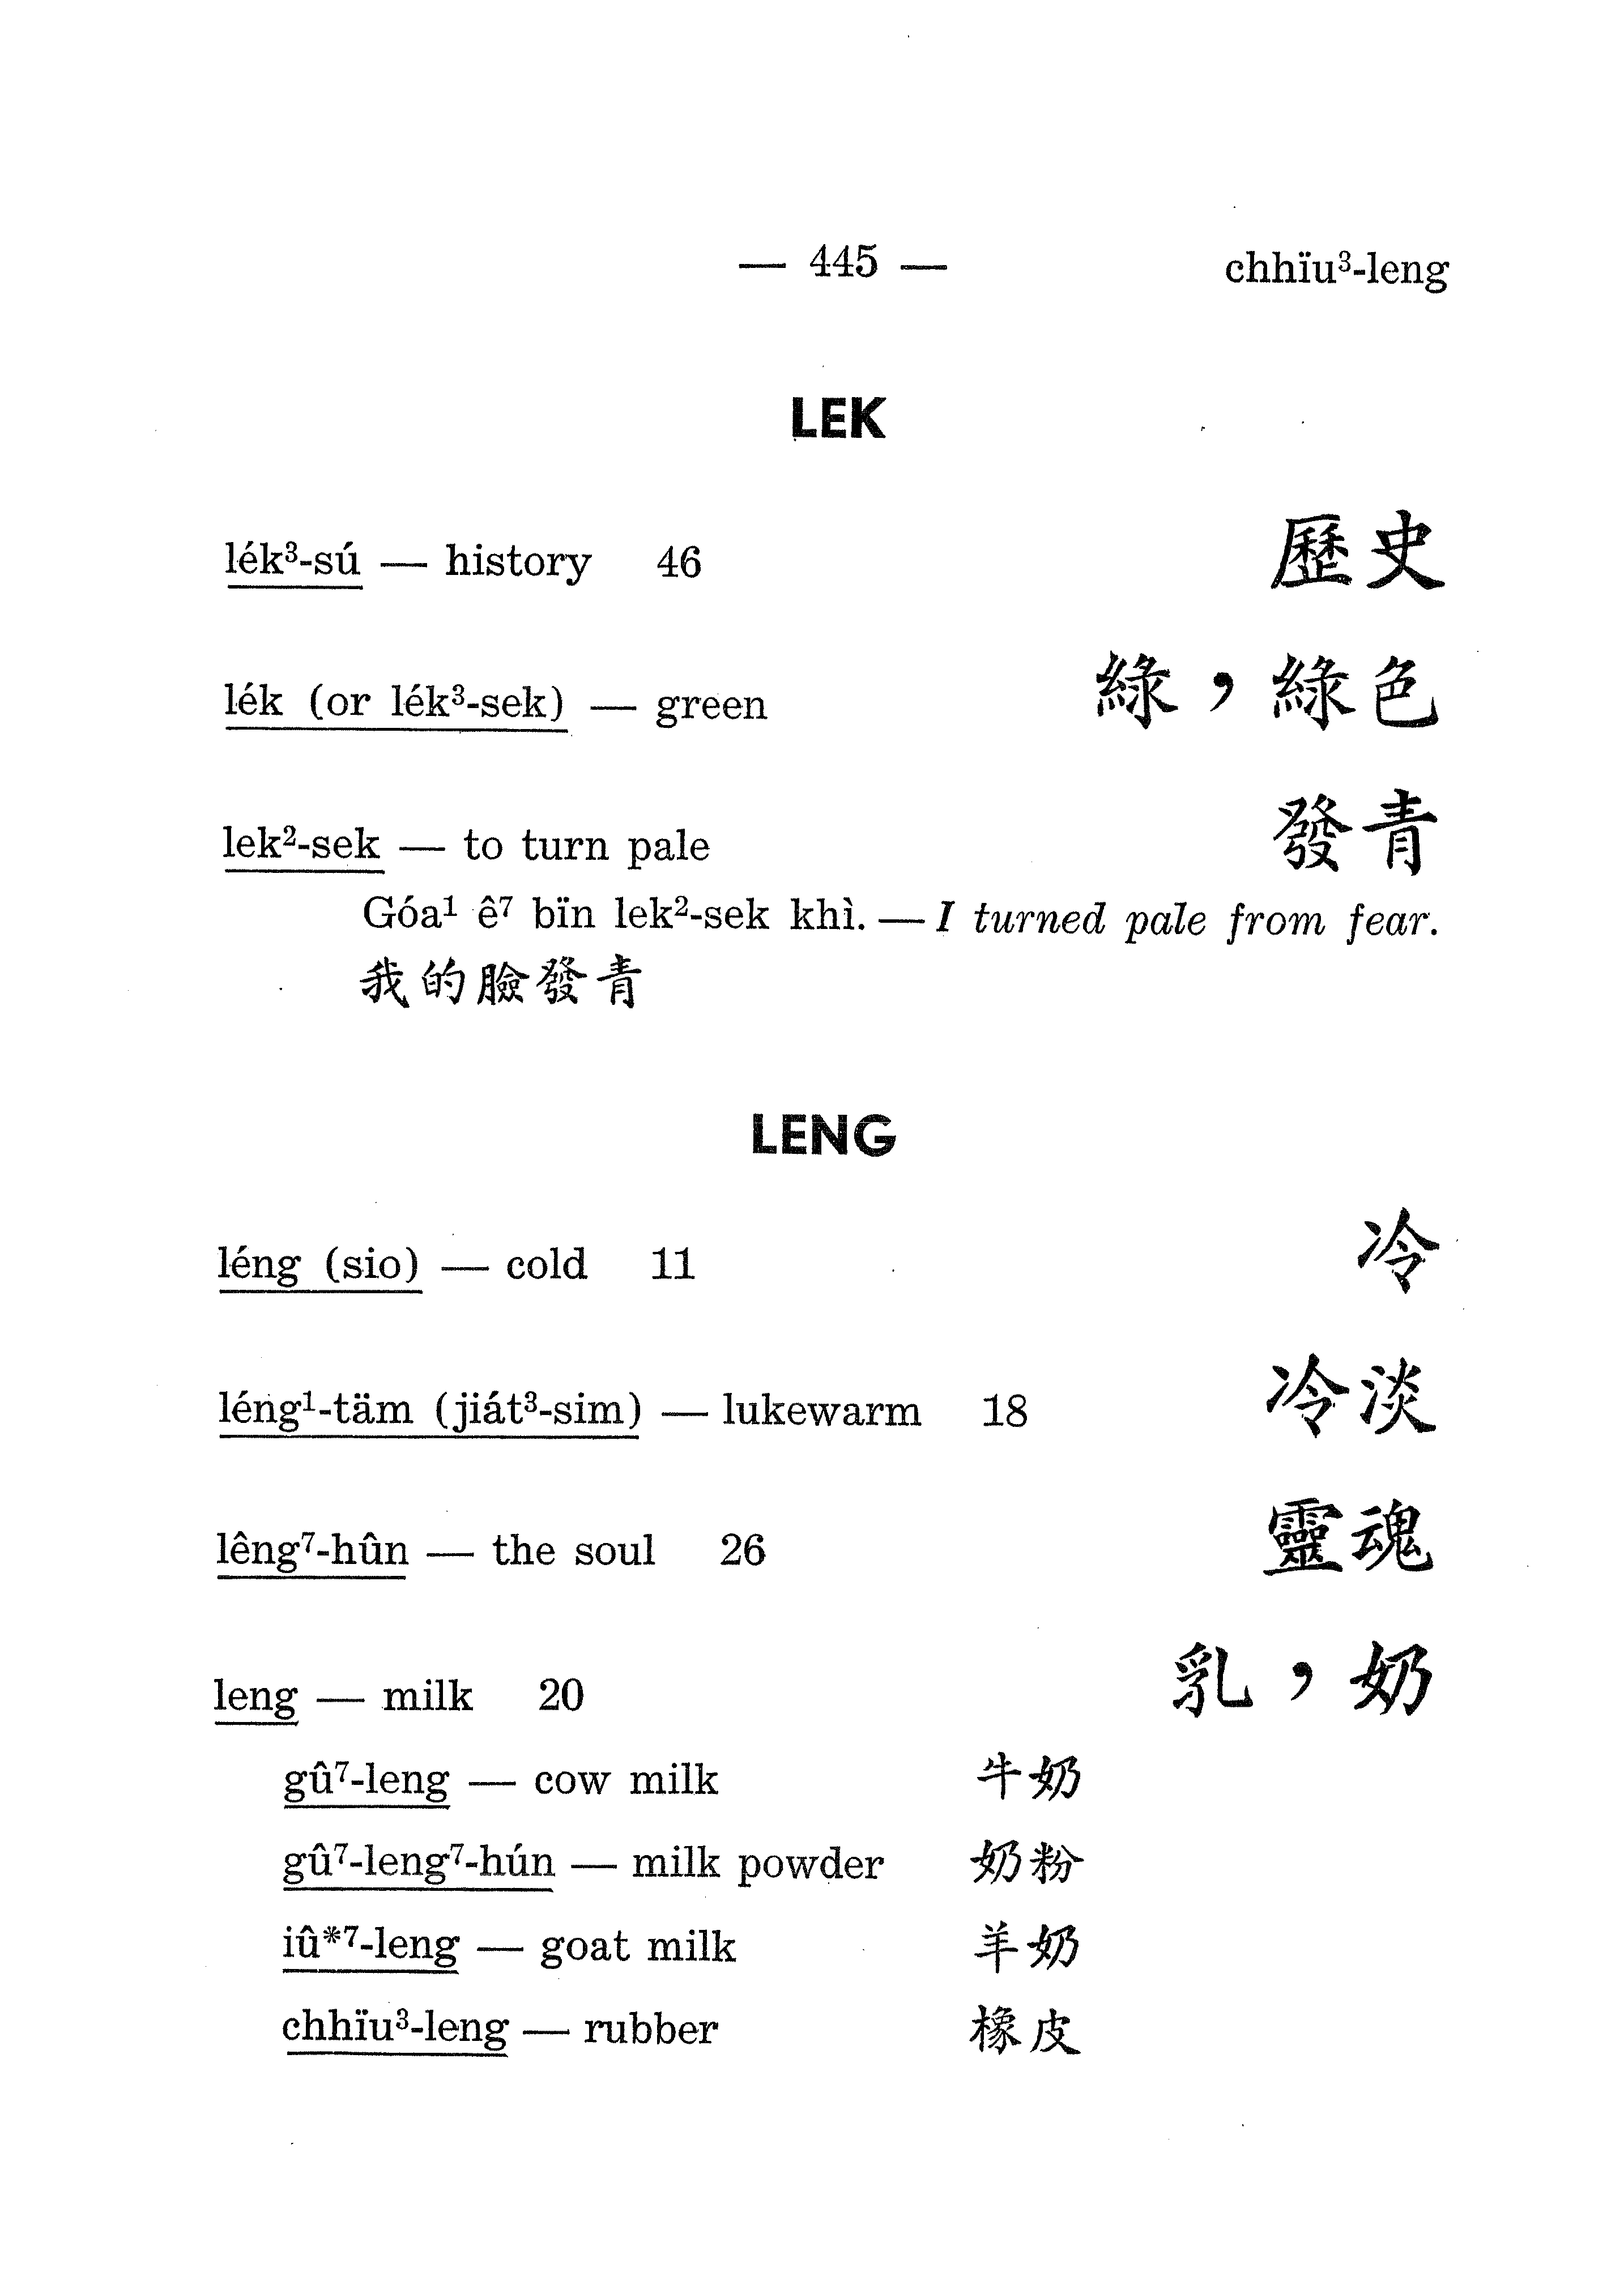 — 445 — chhïu³-leng
LEK
lék³-sú — history 46 歷史
lék (or lék³-sek) — green 綠，綠色
lek²-sek — to turn pale 發青
Góa¹ ê⁷ bïn lek²-sek khì. — I turned pale from fear.
我的臉發青
LENG
léng (sio) — cold 11 冷
léng¹-täm (jiát³-sim) — lukewarm 18 冷淡
lêng⁷-hûn — the soul 26 靈魂
leng — milk 20 乳，奶
gû⁷-leng — cow milk 牛奶
gû⁷-leng⁷-hún — milk powder 奶粉
iû*⁷-leng — goat milk 羊奶
chhïu³-leng — rubber 橡皮